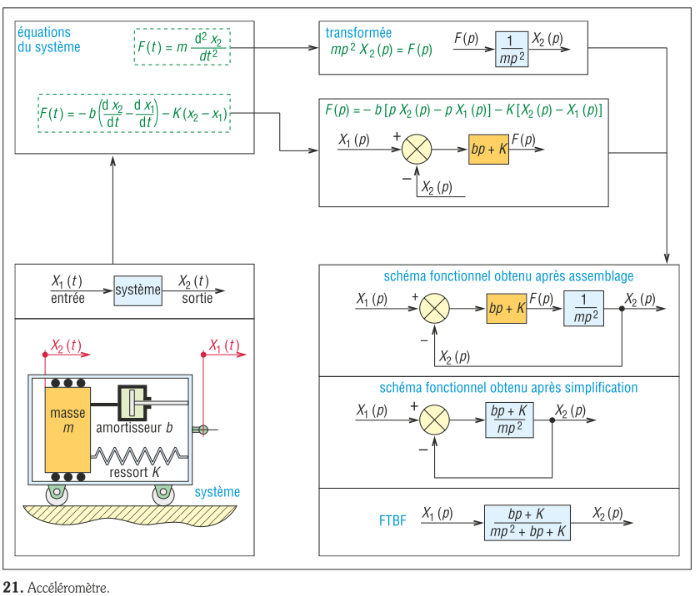 équations
du système
F(t) = m d² x₂ / dt²
F(t) = – b(d x₂/dt – d x₁/dt) – K(x₂ – x₁)
transformée
mp² X₂(p) = F(p)
F(p)
1/mp²
X₂(p)
F(p) = – b [p X₂(p) – p X₁(p)] – K[X₂(p) – X₁(p)]
X₁(p)
+
–
bp + K
F(p)
X₂(p)
X₁(t)
entrée
système
X₂(t)
sortie
X₂(t)
X₁(t)
masse
m
amortisseur b
ressort K
système
schéma fonctionnel obtenu après assemblage
X₁(p)
+
–
bp + K
F(p)
1/mp²
X₂(p)
X₂(p)
schéma fonctionnel obtenu après simplification
X₁(p)
+
–
bp + K / mp²
X₂(p)
FTBF
X₁(p)
bp + K / mp² + bp + K
X₂(p)
21. Accéléromètre.